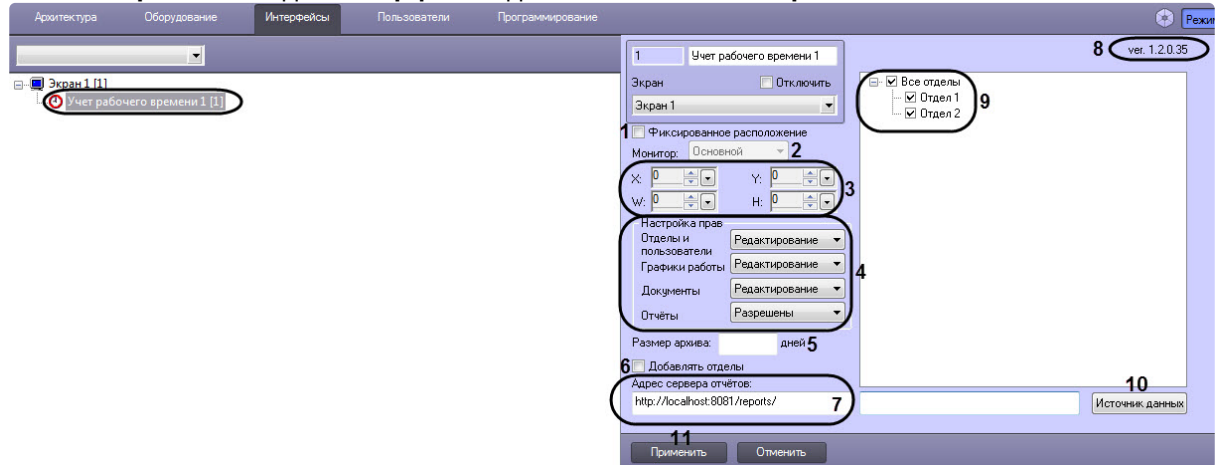 Архитектура Оборудование Интерфейсы Пользователи Программирование
1 Учет рабочего времени 1 8 ver. 1.2.0.35
Экран 1 [1]
Учет рабочего времени 1 [1]
Экран Отключить
Экран 1
Все отделы
Отдел 1
Отдел 2
9
1 Фиксированное расположение
Монитор: Основной 2
X: 0 Y: 0
W: 0 H: 0
3
Настройка прав
Отделы и пользователи Редактирование
Графики работы Редактирование
4
Документы Редактирование
Отчёты Разрешены
Размер архива: дней 5
6 Добавлять отделы
Адрес сервера отчётов:
http://localhost:8081/reports/ 7
10
Источник данных
11
Применить Отменить